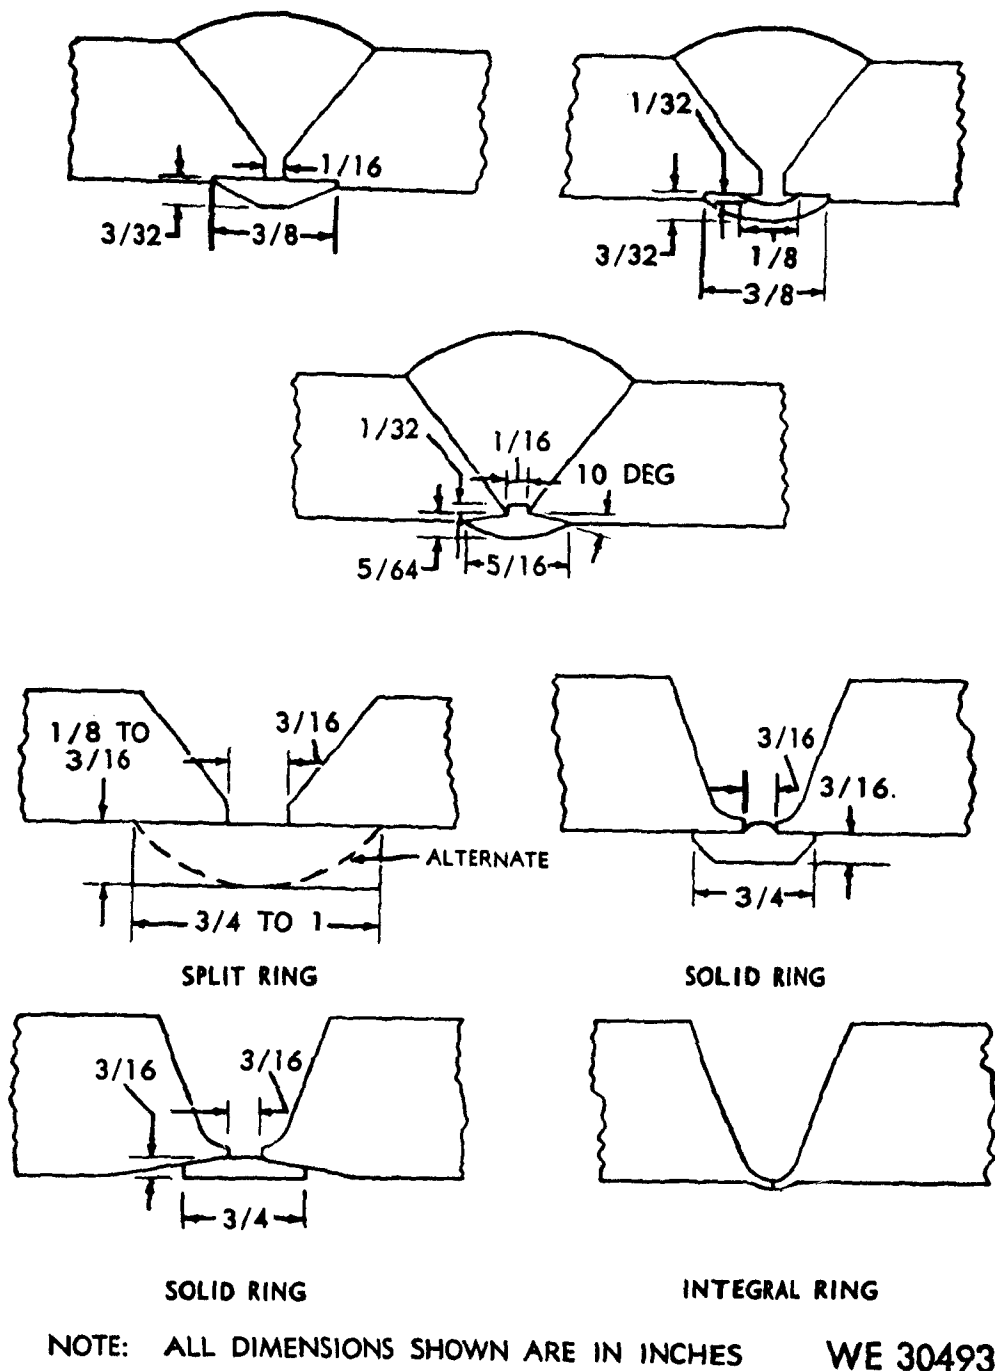 1/16
3/32
3/8
1/32
3/32
1/8
3/8
1/32
1/16
10 DEG
5/64
5/16
1/8 TO
3/16
3/16
ALTERNATE
3/4 TO 1
SPLIT RING
3/16
3/16.
3/4
SOLID RING
3/16
3/16
3/4
SOLID RING
INTEGRAL RING
NOTE: ALL DIMENSIONS SHOWN ARE IN INCHES
WE 30493